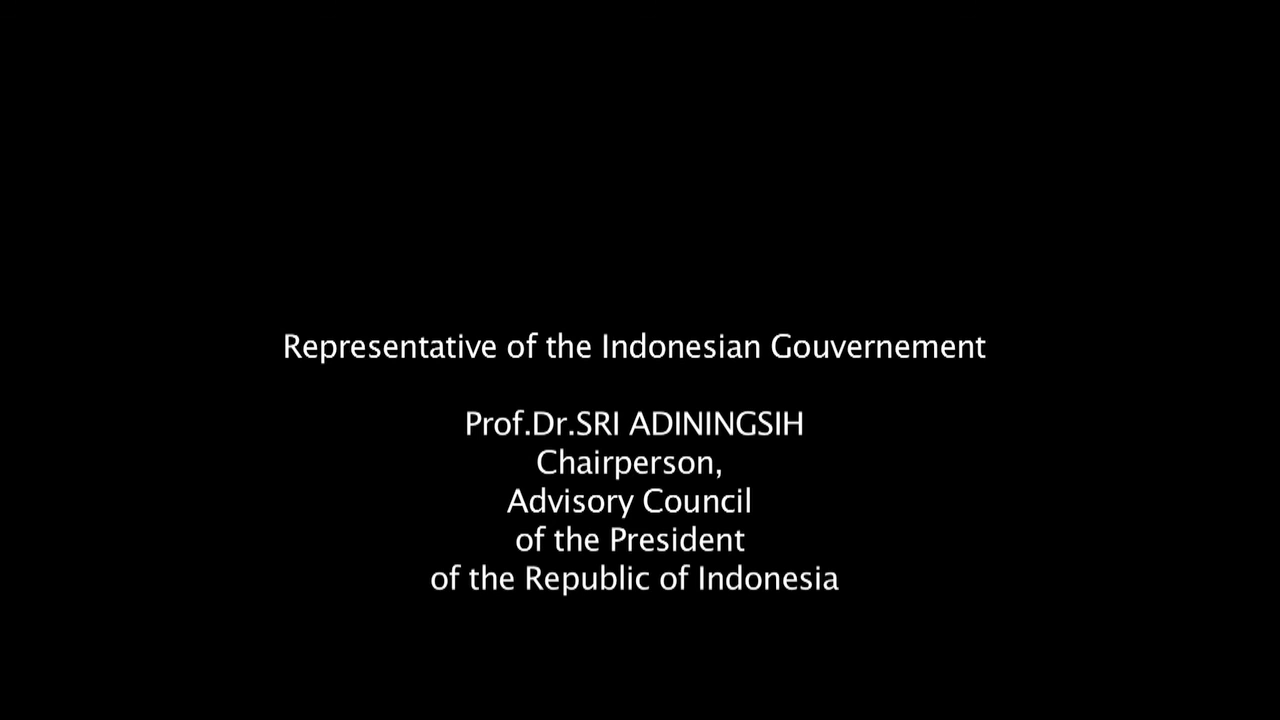 Representative of the Indonesian Gouvernement
Prof.Dr.SRI ADININGSIH
Chairperson,
Advisory Council
of the President
of the Republic of Indonesia